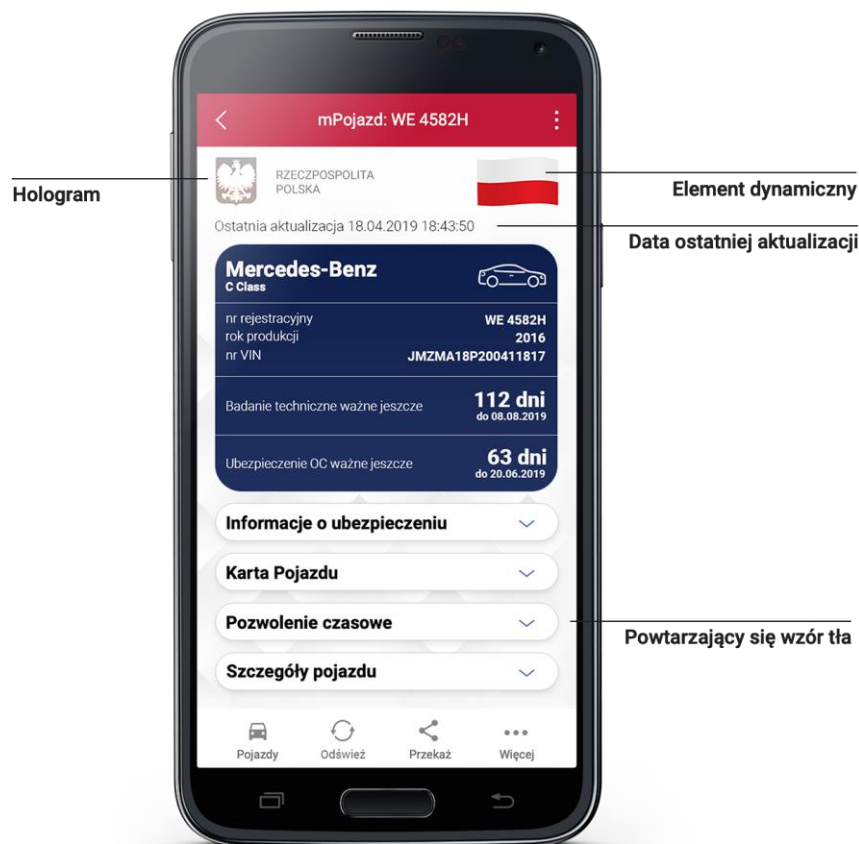 mPojazd: WE 4582H
RZECZPOSPOLITA
POLSKA
Hologram
Element dynamiczny
Ostatnia aktualizacja 18.04.2019 18:43:50
Data ostatniej aktualizacji
Mercedes-Benz
C Class
nr rejestracyjny WE 4582H
rok produkcji 2016
nr VIN JMZMA18P200411817
Badanie techniczne ważne jeszcze 112 dni
do 08.08.2019
Ubezpieczenie OC ważne jeszcze 63 dni
do 20.06.2019
Informacje o ubezpieczeniu
Karta Pojazdu
Pozwolenie czasowe
Powtarzający się wzór tła
Szczegóły pojazdu
Pojazdy Odśwież Przekaż Więcej